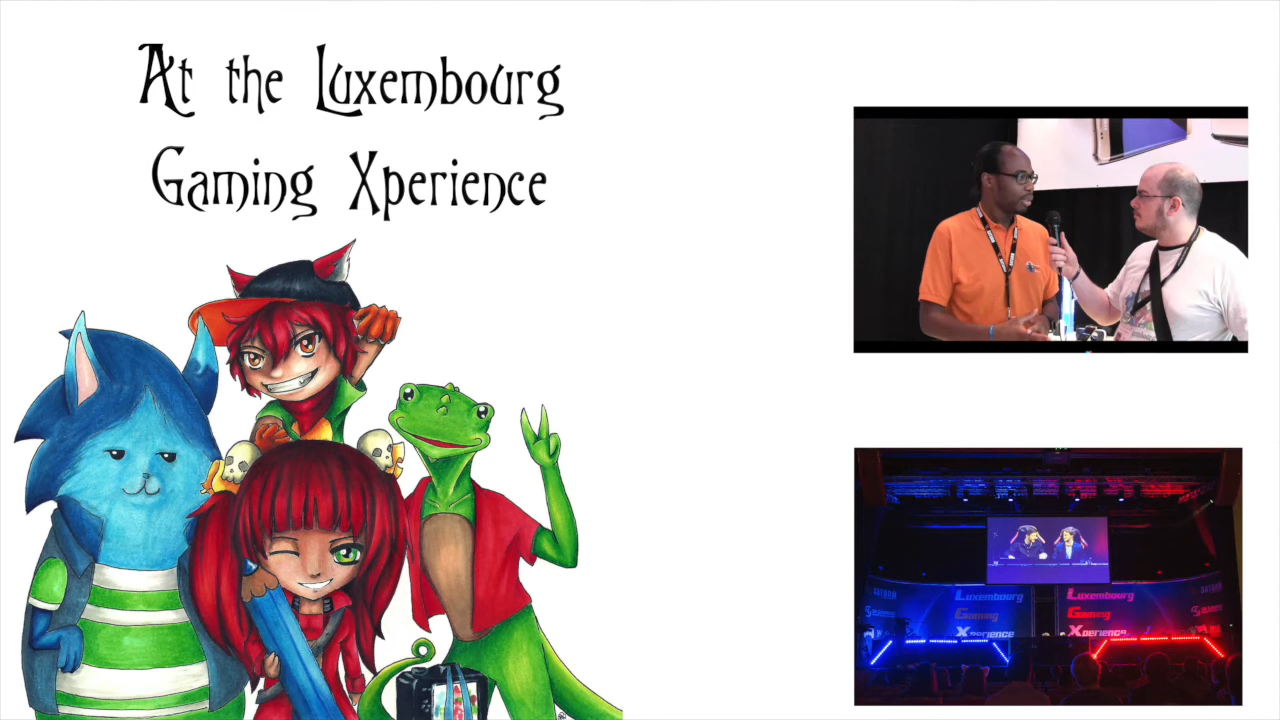 At the Luxembourg
Gaming Xperience
Luxembourg
Gaming
Xperience
Luxembourg
Gaming
Xperience